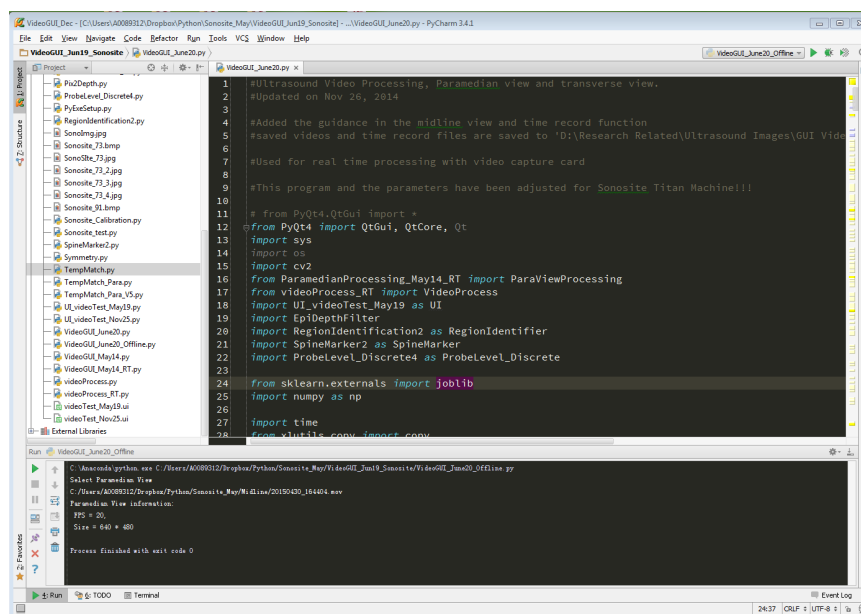 VideoGUI_Dec - [C:\Users\A0089312\Dropbox\Python\Sonosite_May\VideoGUI_Jun19_Sonosite] - ...\VideoGUI_June20.py - PyCharm 3.4.1
File Edit View Navigate Code Refactor Run Tools VCS Window Help
VideoGUI_Jun19_Sonosite VideoGUI_June20.py VideoGUI_June20_Offline
1: Project
7: Structure
Project
Pix2Depth.py
ProbeLevel_Discrete4.py
PyExeSetup.py
RegionIdentification2.py
SonoImg.jpg
Sonosite_73.bmp
SonoSIte_73.jpg
Sonosite_73_2.jpg
Sonosite_73_3.jpg
Sonosite_73_4.jpg
Sonosite_91.bmp
Sonosite_Calibration.py
Sonosite_test.py
SpineMarker2.py
Symmetry.py
TempMatch.py
TempMatch_Para.py
TempMatch_Para_V5.py
UI_videoTest_May19.py
UI_videoTest_Nov25.py
VideoGUI_June20.py
VideoGUI_June20_Offline.py
VideoGUI_May14.py
VideoGUI_May14_RT.py
videoProcess.py
videoProcess_RT.py
videoTest_May19.ui
videoTest_Nov25.ui
External Libraries
VideoGUI_June20.py
1 #Ultrasound Video Processing, Paramedian view and transverse view.
2 #Updated on Nov 26, 2014
3
4 #Added the guidance in the midline view and time record function
5 #saved videos and time record files are saved to 'D:\Research Related\Ultrasound Images\GUI Vide
6
7 #Used for real time processing with video capture card
8
9 #This program and the parameters have been adjusted for Sonosite Titan Machine!!!
10
11 # from PyQt4.QtGui import *
12 from PyQt4 import QtGui, QtCore, Qt
13 import sys
14 import os
15 import cv2
16 from ParamedianProcessing_May14_RT import ParaViewProcessing
17 from videoProcess_RT import VideoProcess
18 import UI_videoTest_May19 as UI
19 import EpiDepthFilter
20 import RegionIdentification2 as RegionIdentifier
21 import SpineMarker2 as SpineMarker
22 import ProbeLevel_Discrete4 as ProbeLevel_Discrete
23
24 from sklearn.externals import joblib
25 import numpy as np
26
27 import time
28 from xlutils.copy import copy
Run VideoGUI_June20_Offline
C:\Anaconda\python.exe C:/Users/A0089312/Dropbox/Python/Sonosite_May/VideoGUI_Jun19_Sonosite/VideoGUI_June20_Offline.py
Select Paramedian View
C:/Users/A0089312/Dropbox/Python/Sonosite_May/Midline/20150430_164404.mov
Paramedian View information:
FPS = 20,
Size = 640 * 480
Process finished with exit code 0
2: Favorites
4: Run 6: TODO Terminal Event Log
24:37 CRLF UTF-8